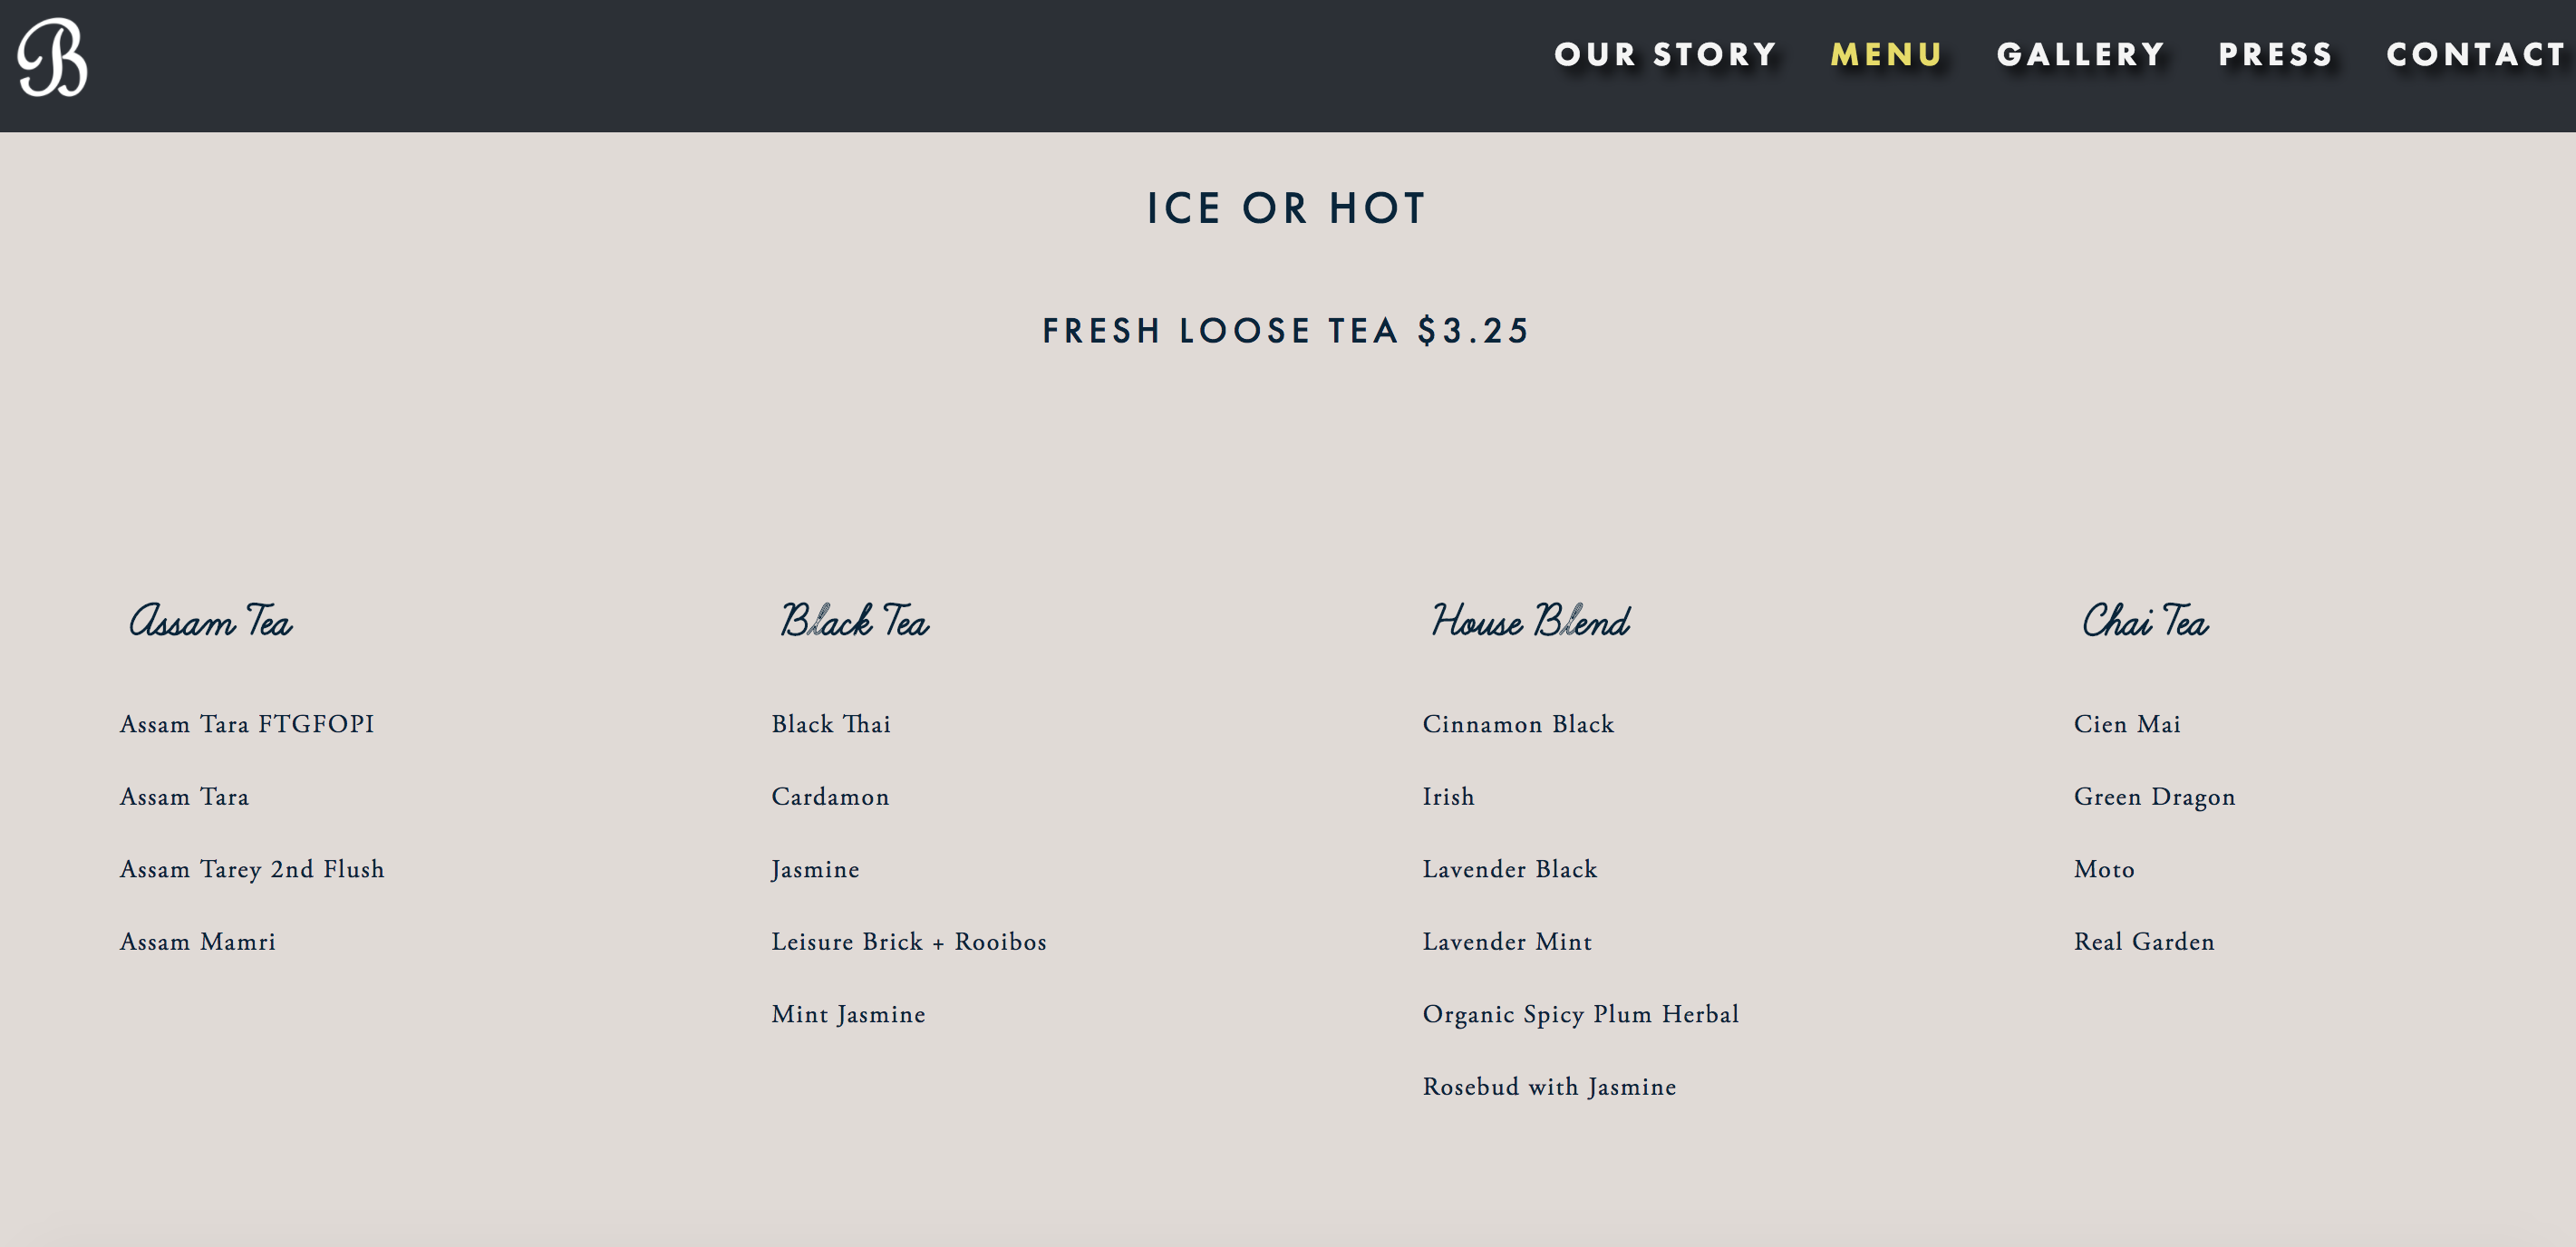 B
OUR STORY MENU GALLERY PRESS CONTACT
ICE OR HOT
FRESH LOOSE TEA $3.25
Assam Tea
Assam Tara FTGFOPI
Assam Tara
Assam Tarey 2nd Flush
Assam Mamri
Black Tea
Black Thai
Cardamon
Jasmine
Leisure Brick + Rooibos
Mint Jasmine
House Blend
Cinnamon Black
Irish
Lavender Black
Lavender Mint
Organic Spicy Plum Herbal
Rosebud with Jasmine
Chai Tea
Cien Mai
Green Dragon
Moto
Real Garden